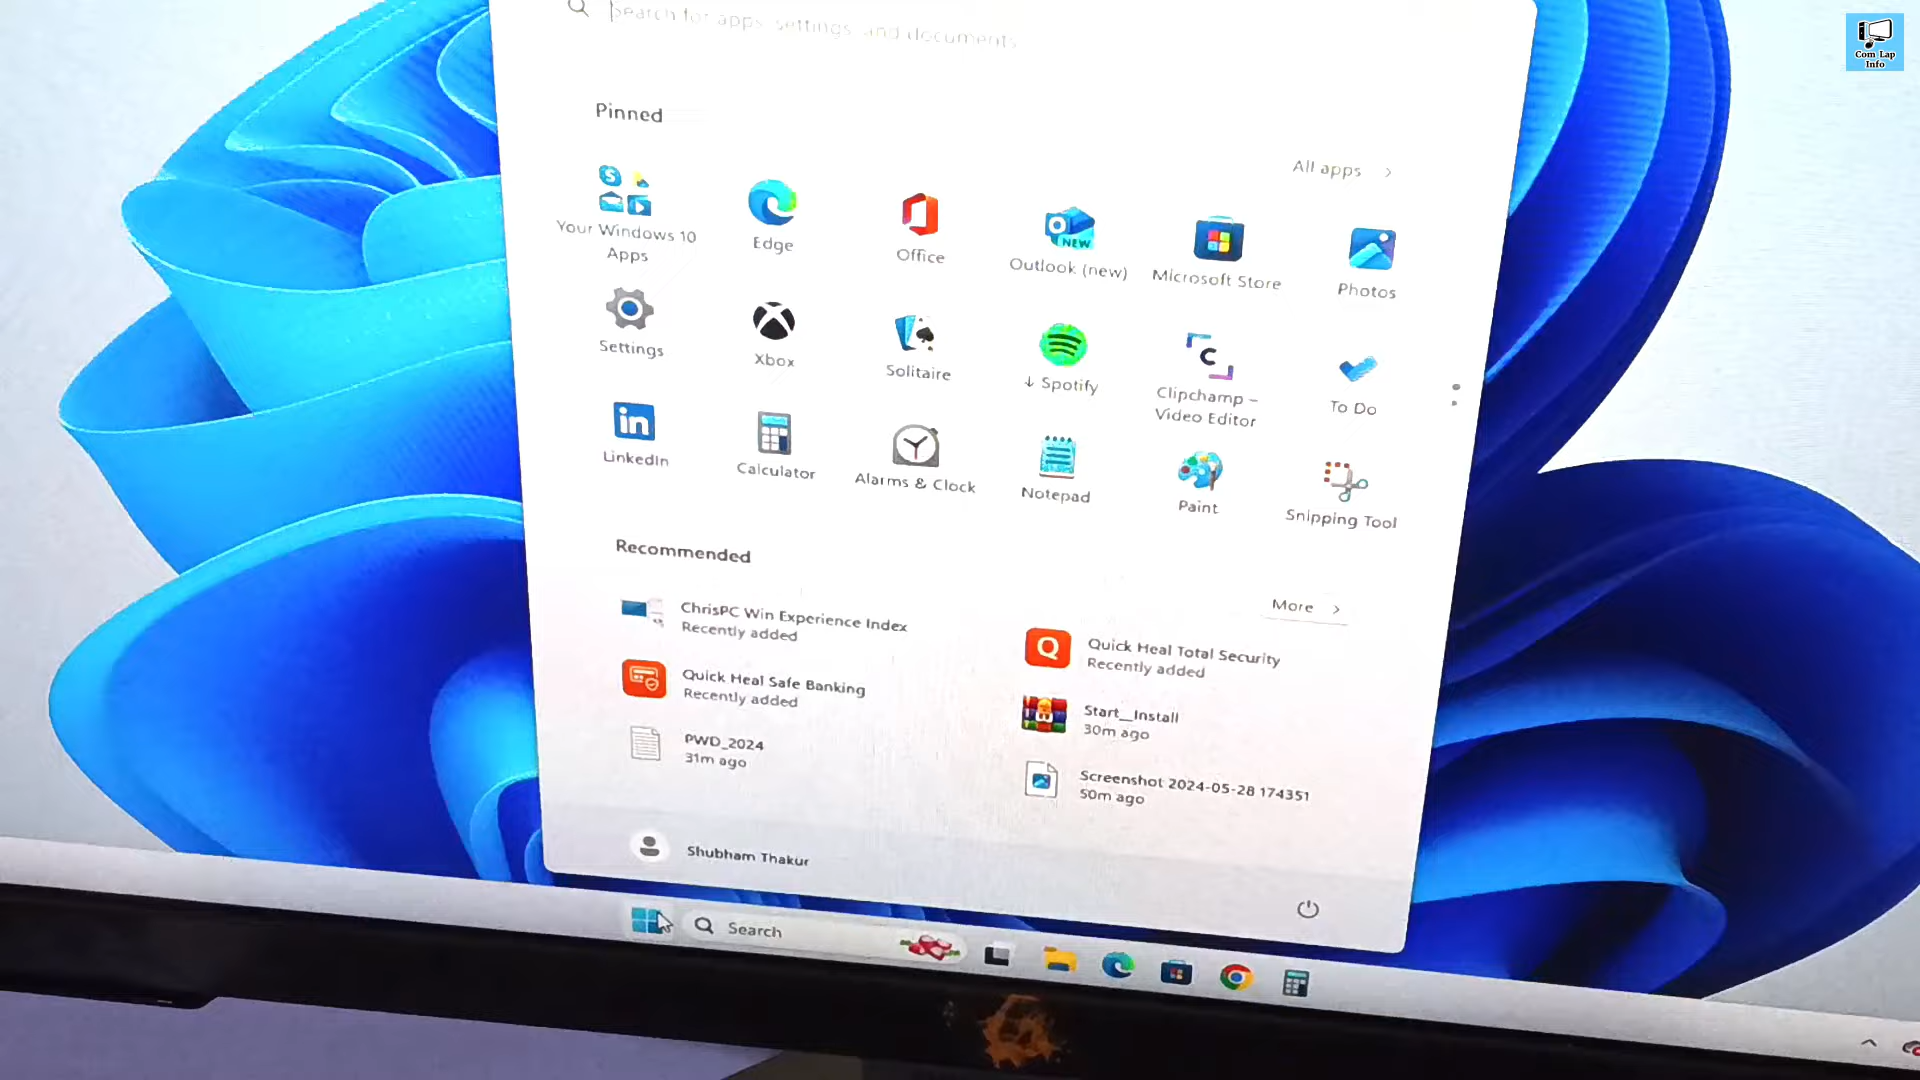 Com Lap
Info
Search for apps, settings, and documents
Pinned
All apps
Your Windows 10
Apps
Edge
Office
NEW
Outlook (new)
Microsoft Store
Photos
Settings
Xbox
Solitaire
Spotify
Clipchamp –
Video Editor
To Do
in
LinkedIn
Calculator
Alarms & Clock
Notepad
Paint
Snipping Tool
Recommended
More
ChrisPC Win Experience Index
Recently added
Q
Quick Heal Total Security
Recently added
Quick Heal Safe Banking
Recently added
Start__Install
30m ago
PWD_2024
31m ago
Screenshot 2024-05-28 174351
50m ago
Shubham Thakur
Search